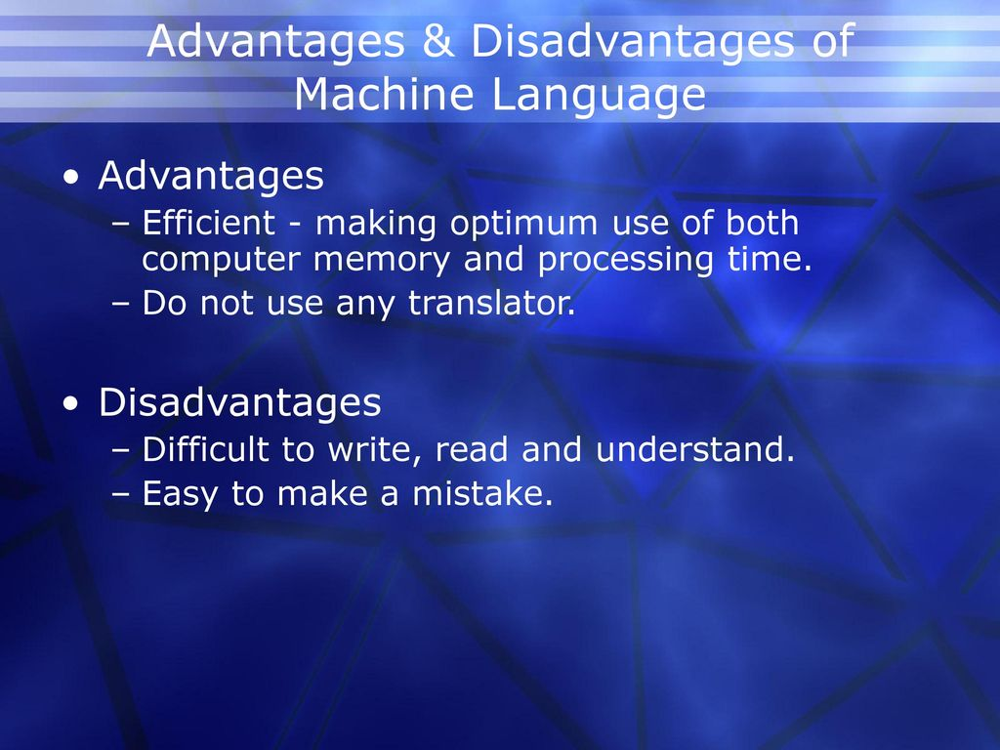 Advantages & Disadvantages of
Machine Language
• Advantages
– Efficient - making optimum use of both
computer memory and processing time.
– Do not use any translator.
• Disadvantages
– Difficult to write, read and understand.
– Easy to make a mistake.